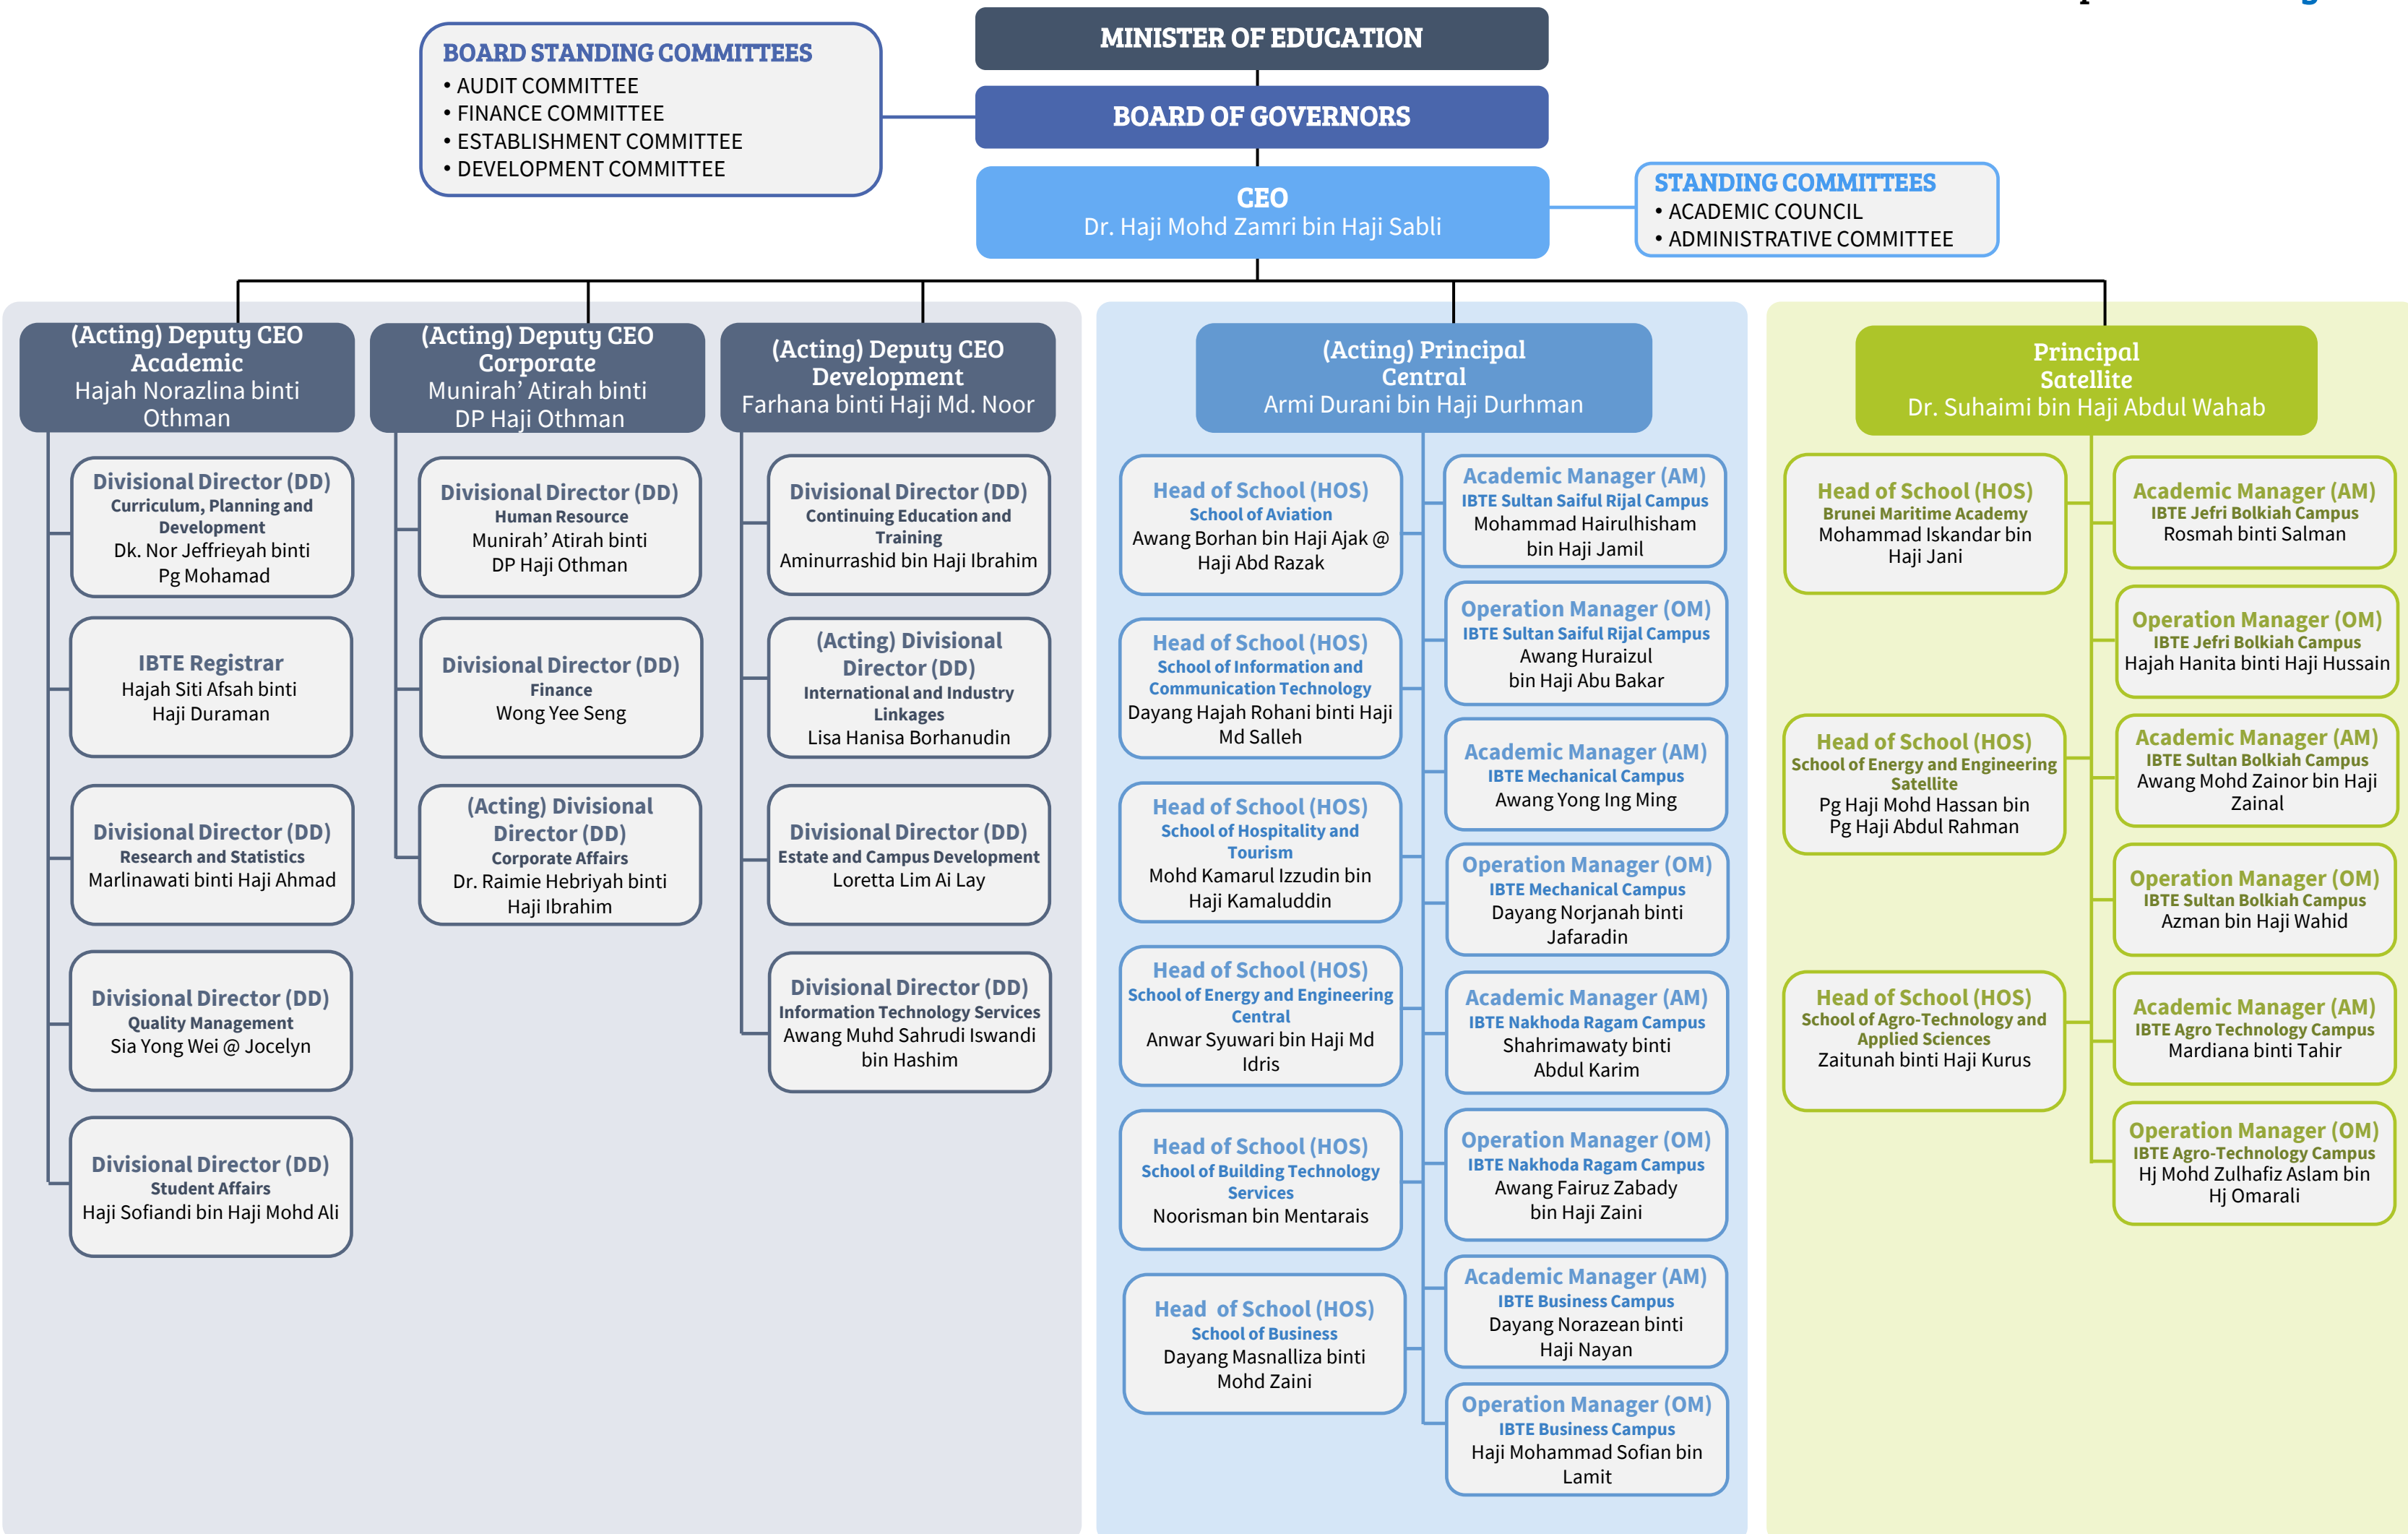 MINISTER OF EDUCATION
BOARD STANDING COMMITTEES
• AUDIT COMMITTEE
• FINANCE COMMITTEE
• ESTABLISHMENT COMMITTEE
• DEVELOPMENT COMMITTEE
BOARD OF GOVERNORS
CEO
Dr. Haji Mohd Zamri bin Haji Sabli
STANDING COMMITTEES
• ACADEMIC COUNCIL
• ADMINISTRATIVE COMMITTEE
(Acting) Deputy CEO
Academic
Hajah Norazlina binti
Othman
Divisional Director (DD)
Curriculum, Planning and
Development
Dk. Nor Jeffrieyah binti
Pg Mohamad
IBTE Registrar
Hajah Siti Afsah binti
Haji Duraman
Divisional Director (DD)
Research and Statistics
Marlinawati binti Haji Ahmad
Divisional Director (DD)
Quality Management
Sia Yong Wei @ Jocelyn
Divisional Director (DD)
Student Affairs
Haji Sofiandi bin Haji Mohd Ali
(Acting) Deputy CEO
Corporate
Munirah’ Atirah binti
DP Haji Othman
Divisional Director (DD)
Human Resource
Munirah’ Atirah binti
DP Haji Othman
Divisional Director (DD)
Finance
Wong Yee Seng
(Acting) Divisional
Director (DD)
Corporate Affairs
Dr. Raimie Hebriyah binti
Haji Ibrahim
(Acting) Deputy CEO
Development
Farhana binti Haji Md. Noor
Divisional Director (DD)
Continuing Education and
Training
Aminurrashid bin Haji Ibrahim
(Acting) Divisional
Director (DD)
International and Industry
Linkages
Lisa Hanisa Borhanudin
Divisional Director (DD)
Estate and Campus Development
Loretta Lim Ai Lay
Divisional Director (DD)
Information Technology Services
Awang Muhd Sahrudi Iswandi
bin Hashim
(Acting) Principal
Central
Armi Durani bin Haji Durhman
Head of School (HOS)
School of Aviation
Awang Borhan bin Haji Ajak @
Haji Abd Razak
Head of School (HOS)
School of Information and
Communication Technology
Dayang Hajah Rohani binti Haji
Md Salleh
Head of School (HOS)
School of Hospitality and
Tourism
Mohd Kamarul Izzudin bin
Haji Kamaluddin
Head of School (HOS)
School of Energy and Engineering
Central
Anwar Syuwari bin Haji Md
Idris
Head of School (HOS)
School of Building Technology
Services
Noorisman bin Mentarais
Head of School (HOS)
School of Business
Dayang Masnalliza binti
Mohd Zaini
Academic Manager (AM)
IBTE Sultan Saiful Rijal Campus
Mohammad Hairulhisham
bin Haji Jamil
Operation Manager (OM)
IBTE Sultan Saiful Rijal Campus
Awang Huraizul
bin Haji Abu Bakar
Academic Manager (AM)
IBTE Mechanical Campus
Awang Yong Ing Ming
Operation Manager (OM)
IBTE Mechanical Campus
Dayang Norjanah binti
Jafaradin
Academic Manager (AM)
IBTE Nakhoda Ragam Campus
Shahrimawaty binti
Abdul Karim
Operation Manager (OM)
IBTE Nakhoda Ragam Campus
Awang Fairuz Zabady
bin Haji Zaini
Academic Manager (AM)
IBTE Business Campus
Dayang Norazean binti
Haji Nayan
Operation Manager (OM)
IBTE Business Campus
Haji Mohammad Sofian bin
Lamit
Principal
Satellite
Dr. Suhaimi bin Haji Abdul Wahab
Head of School (HOS)
Brunei Maritime Academy
Mohammad Iskandar bin
Haji Jani
Head of School (HOS)
School of Energy and Engineering
Satellite
Pg Haji Mohd Hassan bin
Pg Haji Abdul Rahman
Head of School (HOS)
School of Agro-Technology and
Applied Sciences
Zaitunah binti Haji Kurus
Academic Manager (AM)
IBTE Jefri Bolkiah Campus
Rosmah binti Salman
Operation Manager (OM)
IBTE Jefri Bolkiah Campus
Hajah Hanita binti Haji Hussain
Academic Manager (AM)
IBTE Sultan Bolkiah Campus
Awang Mohd Zainor bin Haji
Zainal
Operation Manager (OM)
IBTE Sultan Bolkiah Campus
Azman bin Haji Wahid
Academic Manager (AM)
IBTE Agro Technology Campus
Mardiana binti Tahir
Operation Manager (OM)
IBTE Agro-Technology Campus
Hj Mohd Zulhafiz Aslam bin
Hj Omarali